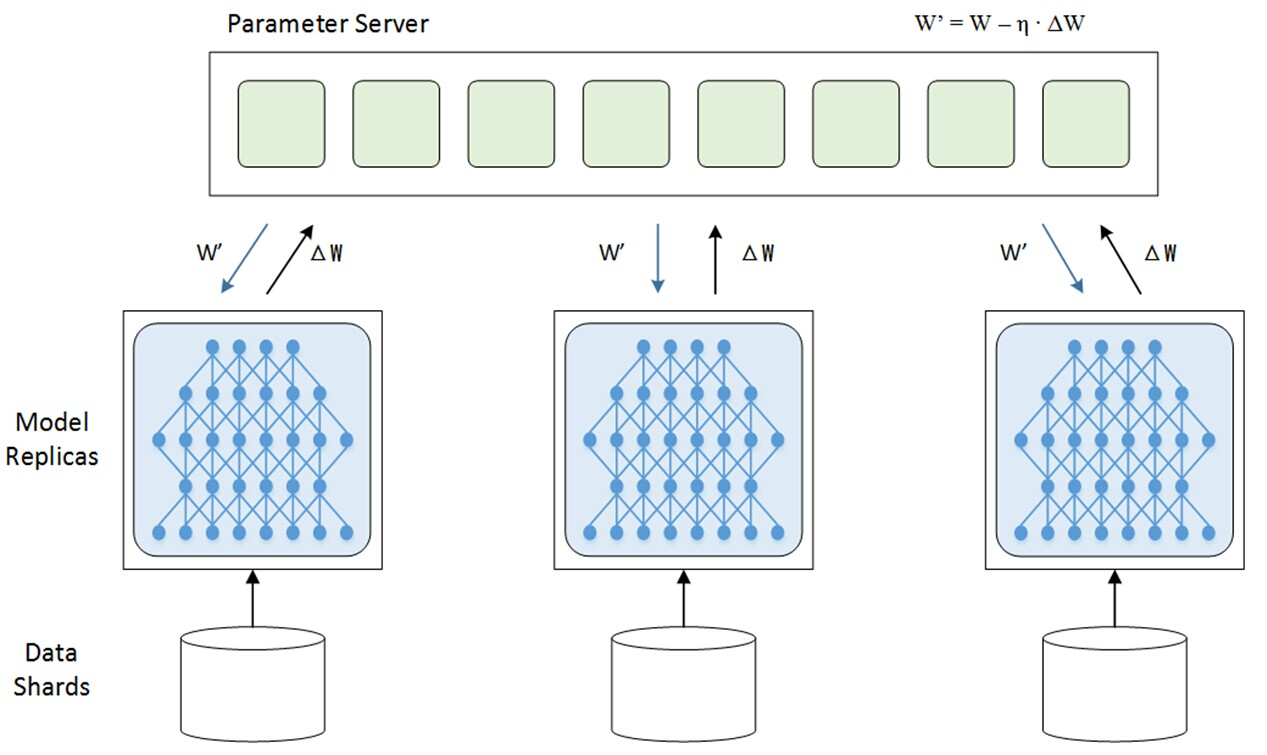 Parameter Server
W’ = W – η · ΔW
W’
ΔW
W’
ΔW
W’
ΔW
Model
Replicas
Data
Shards